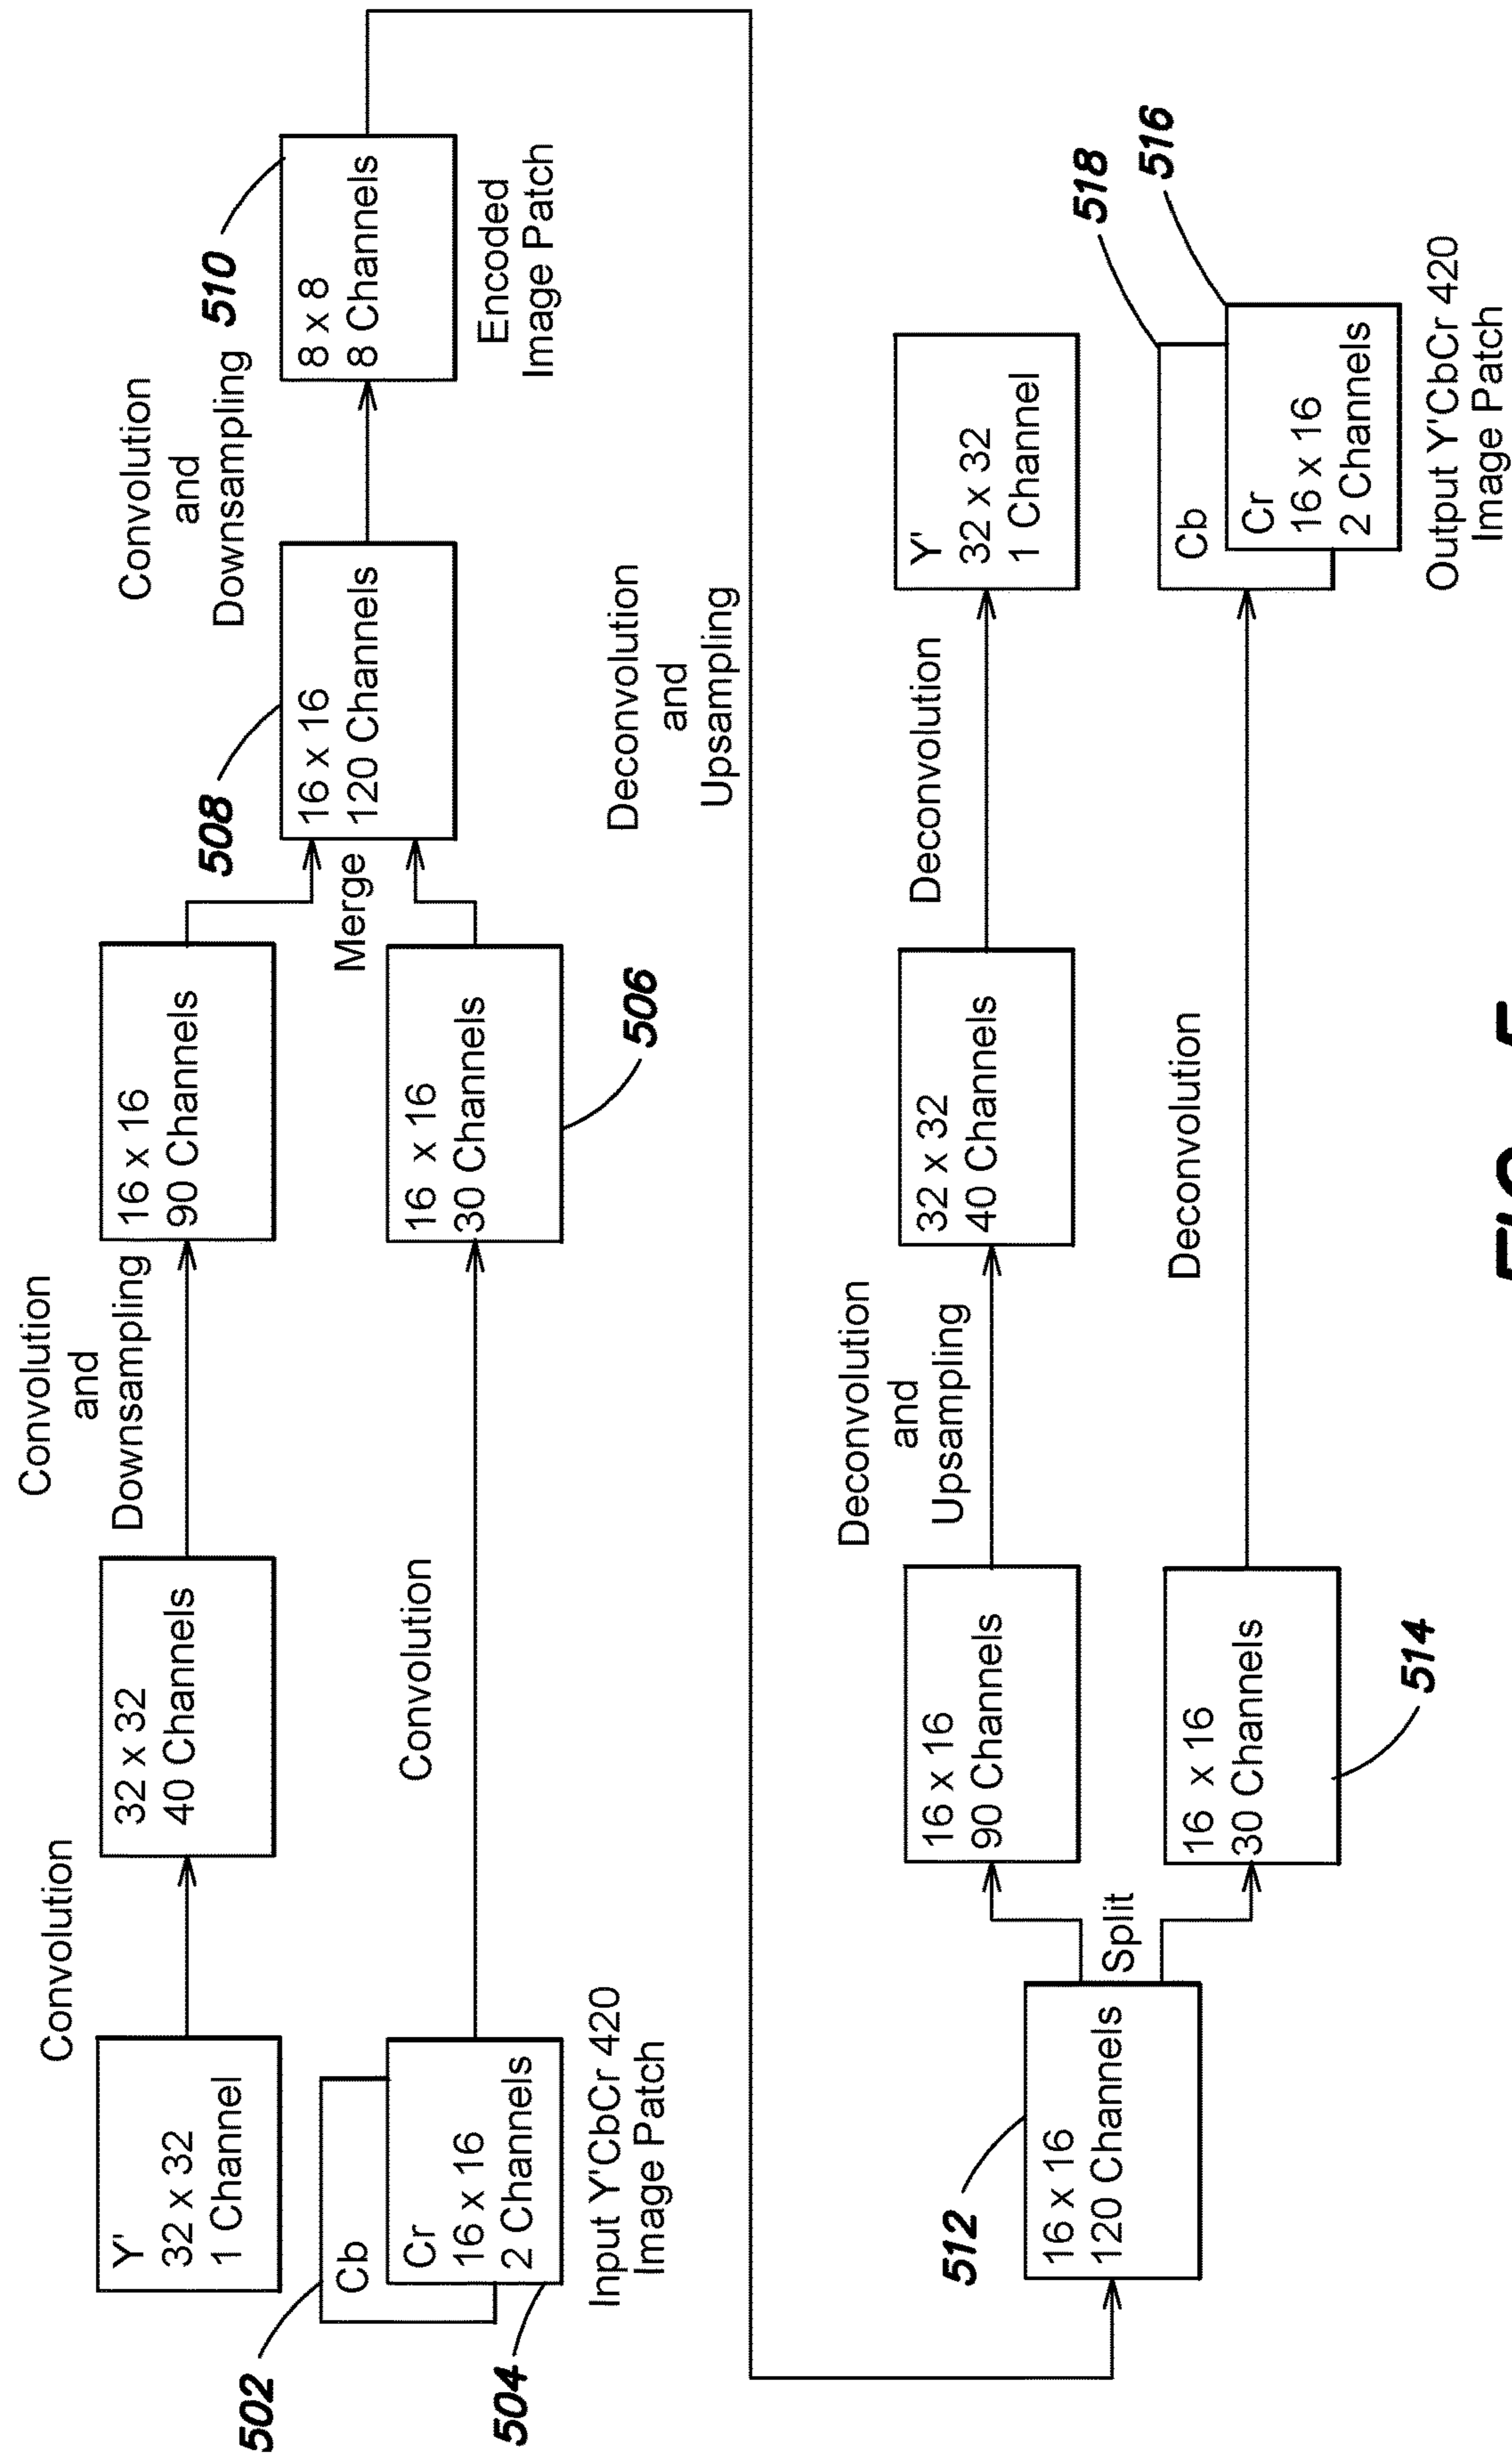 Convolution
Y'
32 x 32
1 Channel
32 x 32
40 Channels
Convolution
and
Downsampling
16 x 16
90 Channels
502
Cb
Cr
16 x 16
2 Channels
504
Input Y'CbCr 420
Image Patch
Convolution
16 x 16
30 Channels
506
Merge
508
16 x 16
120 Channels
Convolution
and
Downsampling
510
8 x 8
8 Channels
Encoded
Image Patch
Deconvolution
and
Upsampling
512
16 x 16
120 Channels
Split
16 x 16
90 Channels
Deconvolution
and
Upsampling
32 x 32
40 Channels
Deconvolution
Y'
32 x 32
1 Channel
16 x 16
30 Channels
514
Deconvolution
518
Cb
516
Cr
16 x 16
2 Channels
Output Y'CbCr 420
Image Patch